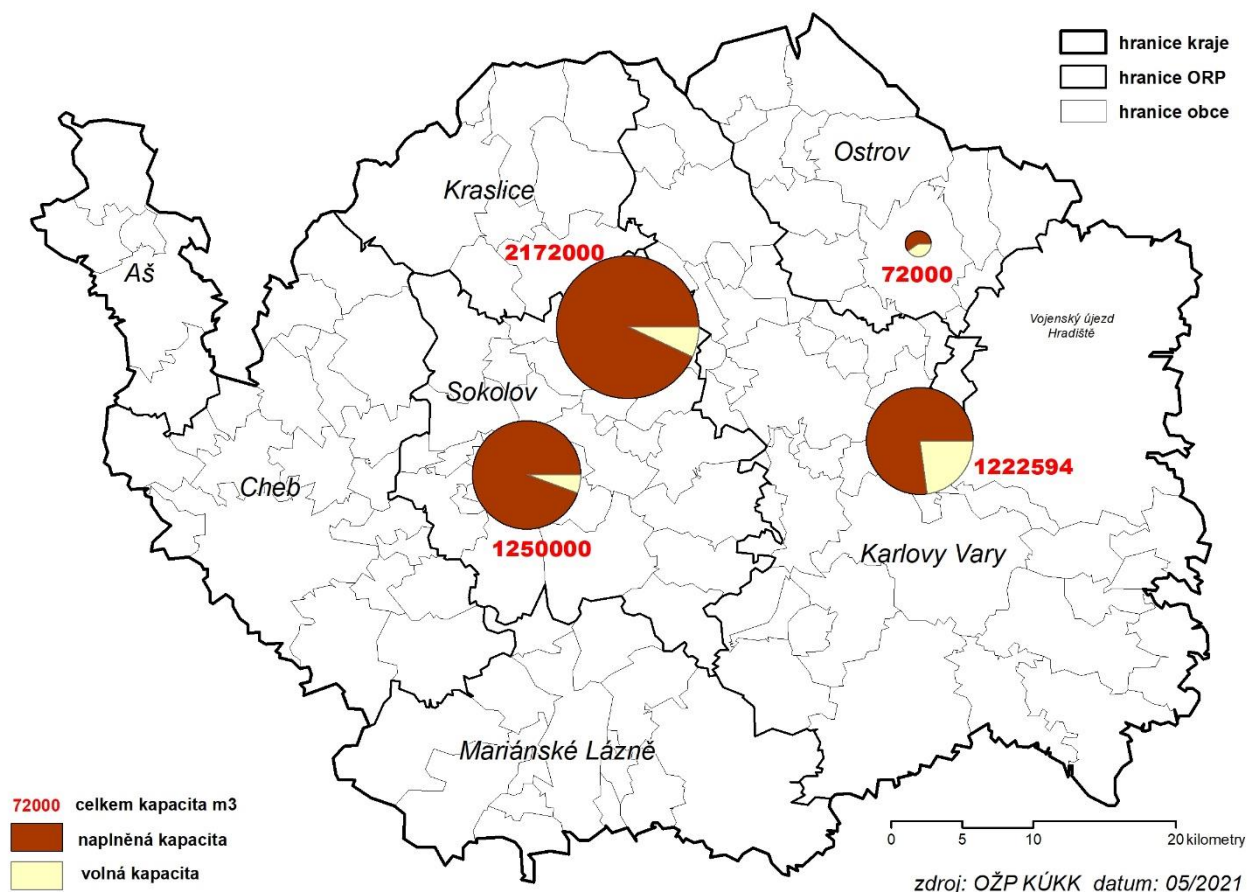 hranice kraje
hranice ORP
hranice obce
Ostrov
Kraslice
2172000
Aš
72000
Vojenský újezd
Hradiště
Sokolov
Cheb
1222594
1250000
Karlovy Vary
Mariánské Lázně
72000 celkem kapacita m3
naplněná kapacita
volná kapacita
0 5 10 20 kilometry
zdroj: OŽP KÚKK datum: 05/2021